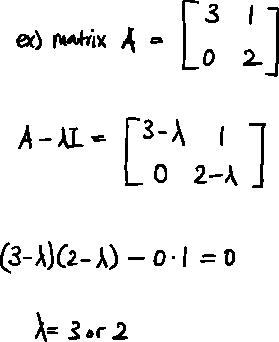 ex) matrix A = [3 1
0 2]
A-λI = [3-λ 1
0 2-λ]
(3-λ)(2-λ) - 0·1 = 0
λ= 3 or 2